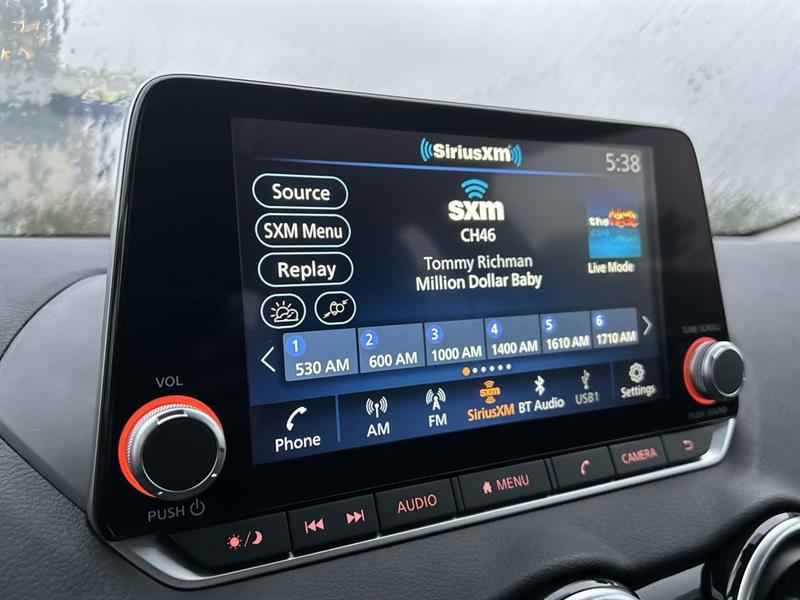 SiriusXM
5:38
Source
SXM Menu
Replay
sxm
CH46
Tommy Richman
Million Dollar Baby
the
Live Mode
1 530 AM
2 600 AM
3 1000 AM
4 1400 AM
5 1610 AM
6 1710 AM
Phone
AM
FM
sxm
SiriusXM
BT Audio
USB1
Settings
VOL
PUSH
TUNE·SCROLL
PUSH SOUND
AUDIO
MENU
CAMERA